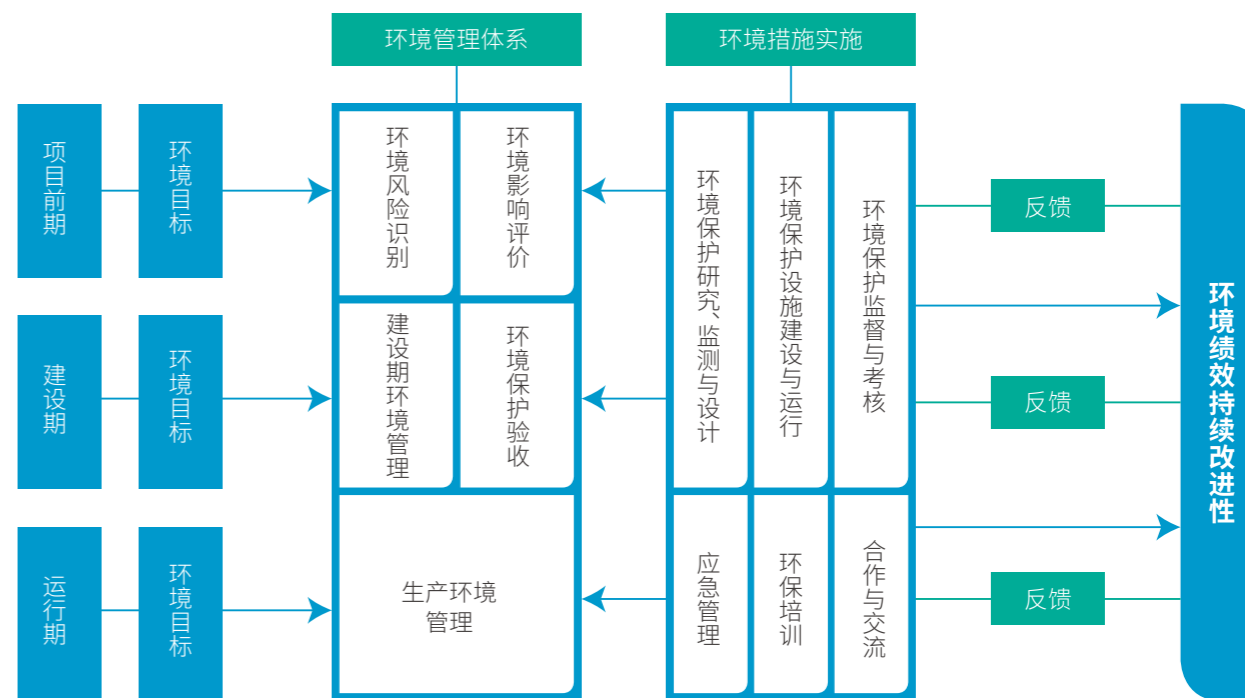 环境管理体系
环境措施实施
项目前期
环境目标
环境风险识别
环境影响评价
建设期
环境目标
建设期环境管理
环境保护验收
运行期
环境目标
生产环境
管理
环境保护研究、监测与设计
环境保护设施建设与运行
环境保护监督与考核
应急管理
环保培训
合作与交流
反馈
反馈
反馈
环境绩效持续改进性